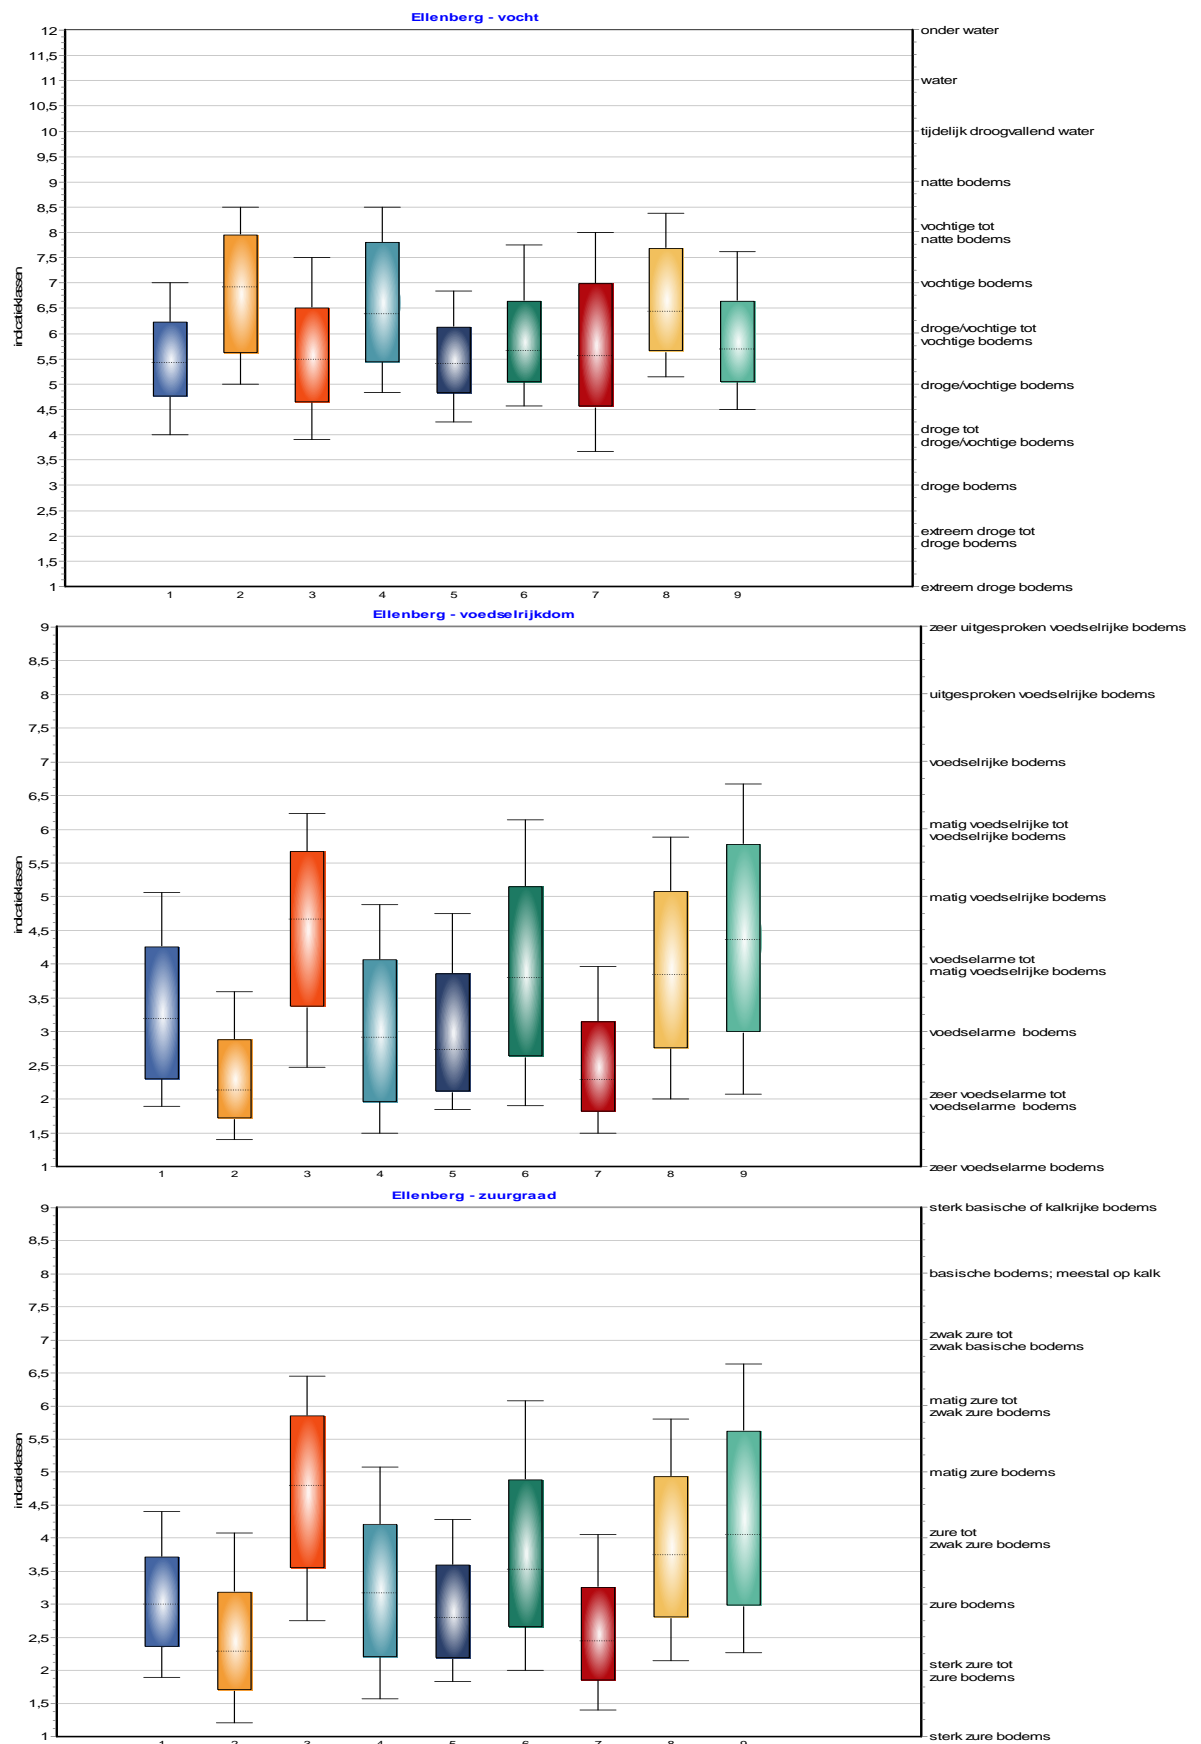 Ellenberg - vocht
12
11,5
11
10,5
10
9,5
9
8,5
8
7,5
7
6,5
6
5,5
5
4,5
4
3,5
3
2,5
2
1,5
1
indicatieklassen
onder water
water
tijdelijk droogvallend water
natte bodems
vochtige tot
natte bodems
vochtige bodems
droge/vochtige tot
vochtige bodems
droge/vochtige bodems
droge tot
droge/vochtige bodems
droge bodems
extreem droge tot
droge bodems
extreem droge bodems
1 2 3 4 5 6 7 8 9
Ellenberg - voedselrijkdom
9
8,5
8
7,5
7
6,5
6
5,5
5
4,5
4
3,5
3
2,5
2
1,5
1
indicatieklassen
zeer uitgesproken voedselrijke bodems
uitgesproken voedselrijke bodems
voedselrijke bodems
matig voedselrijke tot
voedselrijke bodems
matig voedselrijke bodems
voedselarme tot
matig voedselrijke bodems
voedselarme bodems
zeer voedselarme tot
voedselarme bodems
zeer voedselarme bodems
1 2 3 4 5 6 7 8 9
Ellenberg - zuurgraad
9
8,5
8
7,5
7
6,5
6
5,5
5
4,5
4
3,5
3
2,5
2
1,5
1
indicatieklassen
sterk basische of kalkrijke bodems
basische bodems; meestal op kalk
zwak zure tot
zwak basische bodems
matig zure tot
zwak zure bodems
matig zure bodems
zure tot
zwak zure bodems
zure bodems
sterk zure tot
zure bodems
sterk zure bodems
1 2 3 4 5 6 7 8 9